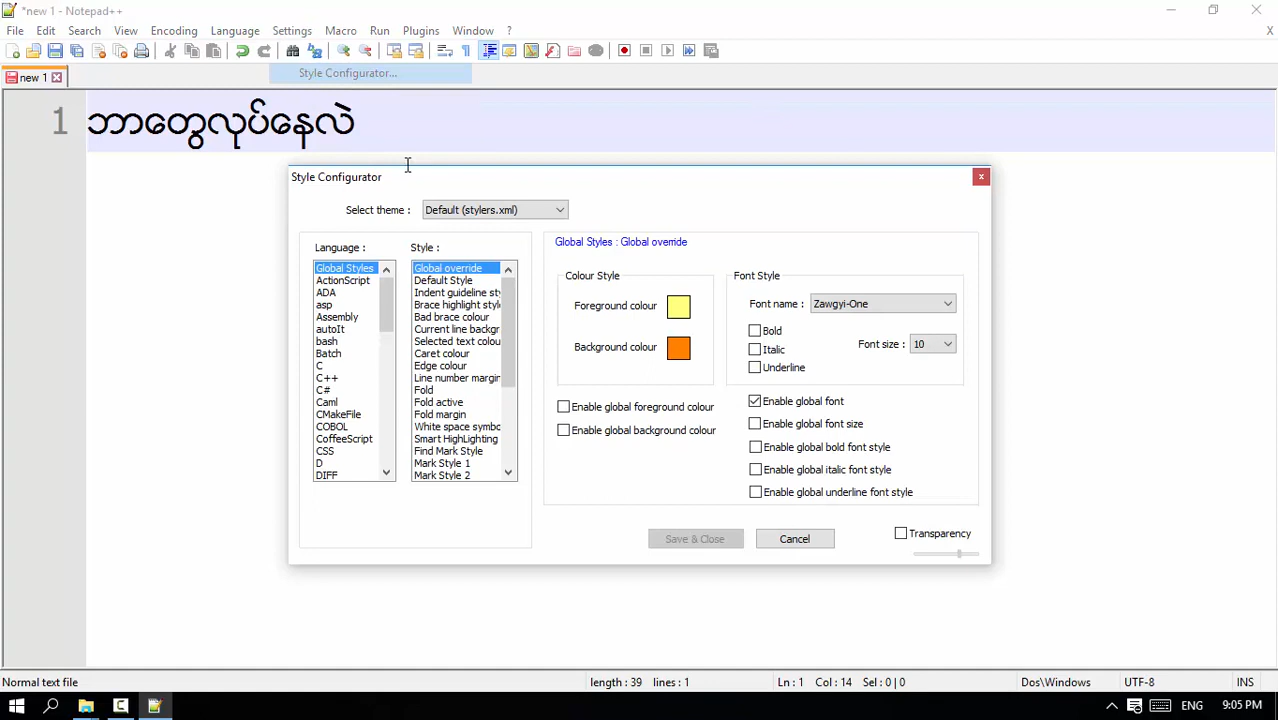 *new 1 - Notepad++
File Edit Search View Encoding Language Settings Macro Run Plugins Window ? X
Style Configurator...
new 1
1 ဘာတွေလုပ်နေလဲ
Style Configurator
Select theme : Default (stylers.xml)
Language : Style :
Global Styles : Global override
Global Styles Global override
ActionScript Default Style
ADA Indent guideline sty
asp Brace highlight style
Assembly Bad brace colour
autoIt Current line backgr
bash Selected text colou
Batch Caret colour
C Edge colour
C++ Line number margin
C# Fold
Caml Fold active
CMakeFile Fold margin
COBOL White space symbo
CoffeeScript Smart HighLighting
CSS Find Mark Style
D Mark Style 1
DIFF Mark Style 2
Colour Style
Foreground colour
Background colour
Enable global foreground colour
Enable global background colour
Font Style
Font name : Zawgyi-One
Bold
Italic
Underline
Font size : 10
Enable global font
Enable global font size
Enable global bold font style
Enable global italic font style
Enable global underline font style
Save & Close Cancel Transparency
Normal text file length : 39 lines : 1 Ln : 1 Col : 14 Sel : 0 | 0 Dos\Windows UTF-8 INS
ENG 9:05 PM